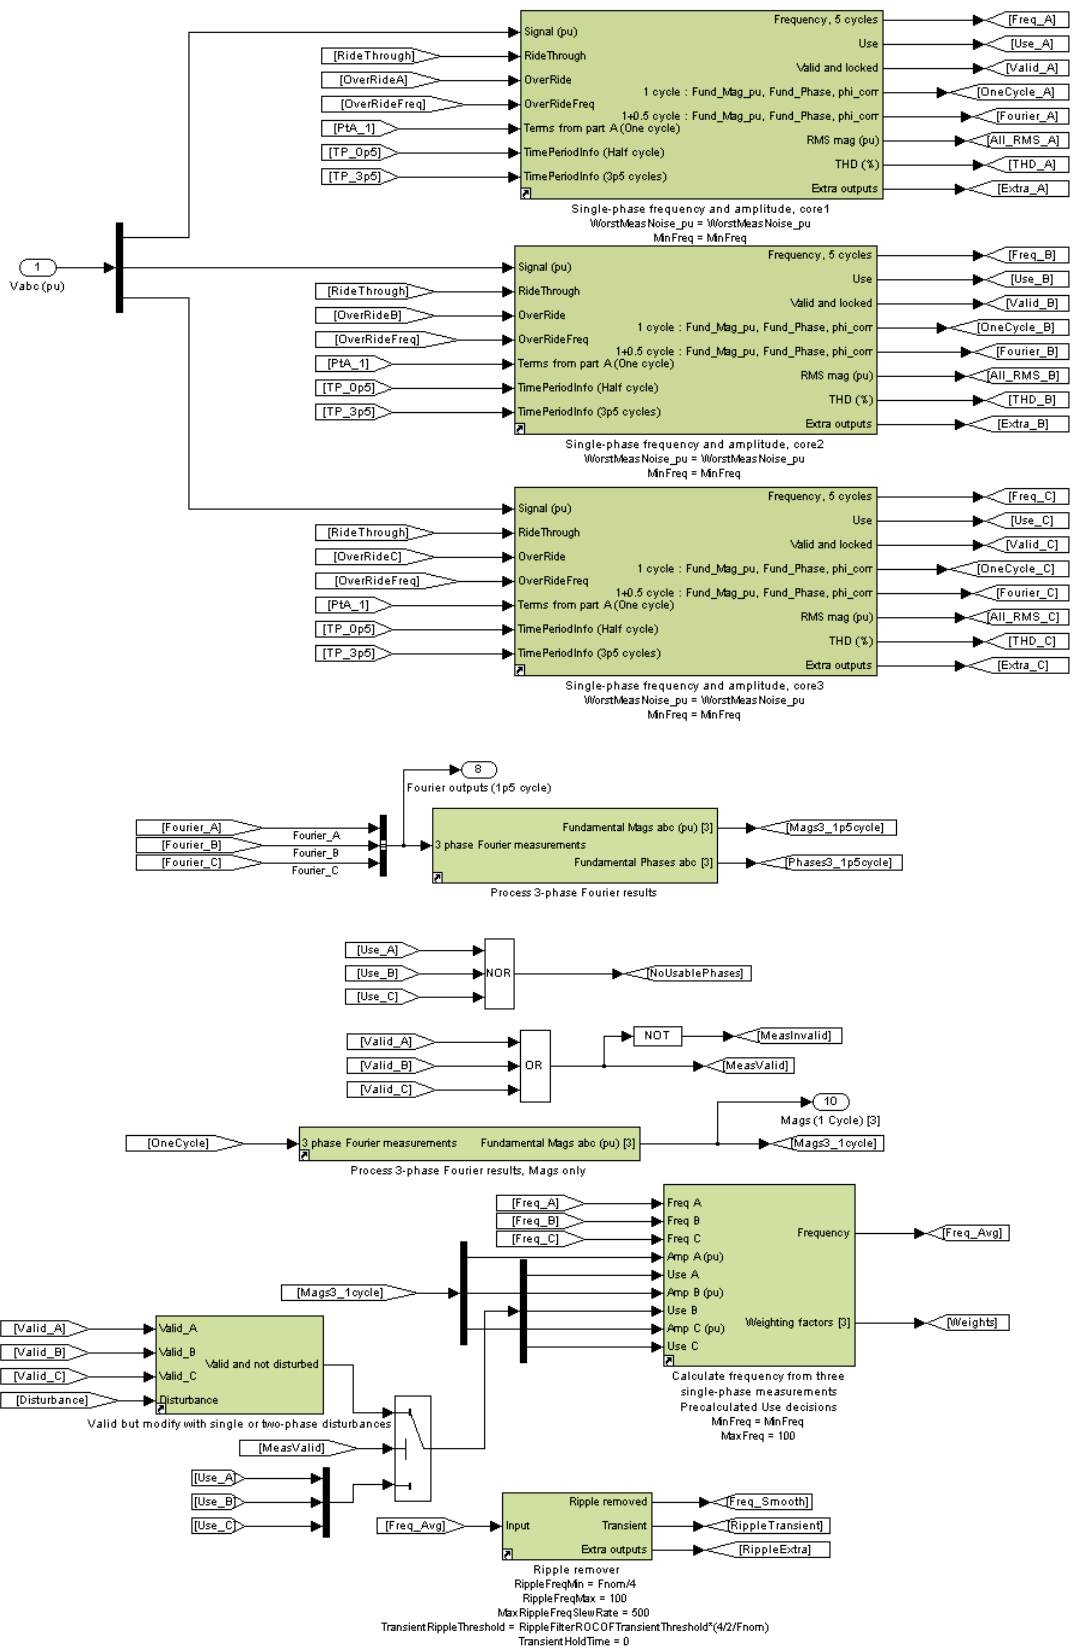 1
Vabc (pu)
Signal (pu)
[RideThrough]
RideThrough
[OverRideA]
OverRide
[OverRideFreq]
OverRideFreq
[PtA_1]
Terms from part A (One cycle)
[TP_0p5]
TimePeriodInfo (Half cycle)
[TP_3p5]
TimePeriodInfo (3p5 cycles)
Frequency, 5 cycles
[Freq_A]
Use
[Use_A]
Valid and locked
[Valid_A]
1 cycle : Fund_Mag_pu, Fund_Phase, phi_corr
[OneCycle_A]
1+0.5 cycle : Fund_Mag_pu, Fund_Phase, phi_corr
[Fourier_A]
RMS mag (pu)
[All_RMS_A]
THD (%)
[THD_A]
Extra outputs
[Extra_A]
Single-phase frequency and amplitude, core1
WorstMeasNoise_pu = WorstMeasNoise_pu
MinFreq = MinFreq
Signal (pu)
[RideThrough]
RideThrough
[OverRideB]
OverRide
[OverRideFreq]
OverRideFreq
[PtA_1]
Terms from part A (One cycle)
[TP_0p5]
TimePeriodInfo (Half cycle)
[TP_3p5]
TimePeriodInfo (3p5 cycles)
Frequency, 5 cycles
[Freq_B]
Use
[Use_B]
Valid and locked
[Valid_B]
1 cycle : Fund_Mag_pu, Fund_Phase, phi_corr
[OneCycle_B]
1+0.5 cycle : Fund_Mag_pu, Fund_Phase, phi_corr
[Fourier_B]
RMS mag (pu)
[All_RMS_B]
THD (%)
[THD_B]
Extra outputs
[Extra_B]
Single-phase frequency and amplitude, core2
WorstMeasNoise_pu = WorstMeasNoise_pu
MinFreq = MinFreq
Signal (pu)
[RideThrough]
RideThrough
[OverRideC]
OverRide
[OverRideFreq]
OverRideFreq
[PtA_1]
Terms from part A (One cycle)
[TP_0p5]
TimePeriodInfo (Half cycle)
[TP_3p5]
TimePeriodInfo (3p5 cycles)
Frequency, 5 cycles
[Freq_C]
Use
[Use_C]
Valid and locked
[Valid_C]
1 cycle : Fund_Mag_pu, Fund_Phase, phi_corr
[OneCycle_C]
1+0.5 cycle : Fund_Mag_pu, Fund_Phase, phi_corr
[Fourier_C]
RMS mag (pu)
[All_RMS_C]
THD (%)
[THD_C]
Extra outputs
[Extra_C]
Single-phase frequency and amplitude, core3
WorstMeasNoise_pu = WorstMeasNoise_pu
MinFreq = MinFreq
8
Fourier outputs (1p5 cycle)
[Fourier_A]
Fourier_A
[Fourier_B]
Fourier_B
[Fourier_C]
Fourier_C
3 phase Fourier measurements
Fundamental Mags abc (pu) [3]
[Mags3_1p5cycle]
Fundamental Phases abc [3]
[Phases3_1p5cycle]
Process 3-phase Fourier results
[Use_A]
[Use_B]
[Use_C]
NOR
[NoUsablePhases]
[Valid_A]
[Valid_B]
[Valid_C]
OR
NOT
[MeasInvalid]
[MeasValid]
10
Mags (1 Cycle) [3]
[OneCycle]
3 phase Fourier measurements
Fundamental Mags abc (pu) [3]
[Mags3_1cycle]
Process 3-phase Fourier results, Mags only
[Freq_A]
Freq A
[Freq_B]
Freq B
[Freq_C]
Freq C
Amp A (pu)
Use A
[Mags3_1cycle]
Amp B (pu)
Use B
Amp C (pu)
Use C
Frequency
[Freq_Avg]
Weighting factors [3]
[Weights]
Calculate frequency from three
single-phase measurements
Precalculated Use decisions
MinFreq = MinFreq
MaxFreq = 100
[Valid_A]
Valid_A
[Valid_B]
Valid_B
[Valid_C]
Valid_C
[Disturbance]
Disturbance
Valid and not disturbed
Valid but modify with single or two-phase disturbances
[MeasValid]
[Use_A]
[Use_B]
[Use_C]
[Freq_Avg]
Input
Ripple removed
[Freq_Smooth]
Transient
[RippleTransient]
Extra outputs
[RippleExtra]
Ripple remover
RippleFreqMin = Fnom/4
RippleFreqMax = 100
MaxRippleFreqSlewRate = 500
TransientRippleThreshold = RippleFilterROCOFTransientThreshold*(4/2/Fnom)
TransientHoldTime = 0